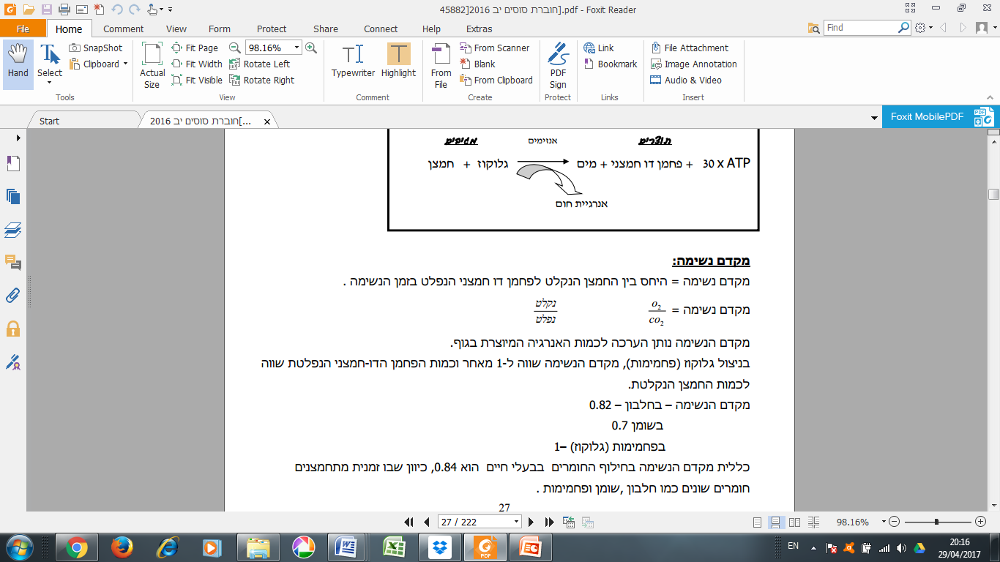 45882[חוברת סוסים יב 2016].pdf - Foxit Reader
File Home Comment View Form Protect Share Connect Help Extras
Find
Hand
Select
SnapShot
Clipboard
Tools
Actual Size
Fit Page
Fit Width
Fit Visible
98.16%
Rotate Left
Rotate Right
View
Typewriter
Highlight
Comment
From File
From Scanner
Blank
From Clipboard
Create
PDF Sign
Protect
Link
Bookmark
Links
File Attachment
Image Annotation
Audio & Video
Insert
Start
חוברת סוסים יב 2016]...
Foxit MobilePDF
מגיבים אנזימים תוצרים
חמצן + גלוקוז פחמן דו חמצני + מים + 30 x ATP
אנרגיית חום
מקדם נשימה:
מקדם נשימה = היחס בין החמצן הנקלט לפחמן דו חמצני הנפלט בזמן הנשימה .
מקדם נשימה = o2/co2 נקלט/נפלט
מקדם הנשימה נותן הערכה לכמות האנרגיה המיוצרת בגוף.
בניצול גלוקוז (פחמימות), מקדם הנשימה שווה ל-1 מאחר וכמות הפחמן הדו-חמצני הנפלטת שווה
לכמות החמצן הנקלטת.
מקדם הנשימה – בחלבון – 0.82
בשומן 0.7
בפחמימות (גלוקוז) –1
כללית מקדם הנשימה בחילוף החומרים בבעלי חיים הוא 0.84, כיוון שבו זמנית מתחמצנים
חומרים שונים כמו חלבון ,שומן ופחמימות .
27
27 / 222
98.16%
EN
20:16
29/04/2017